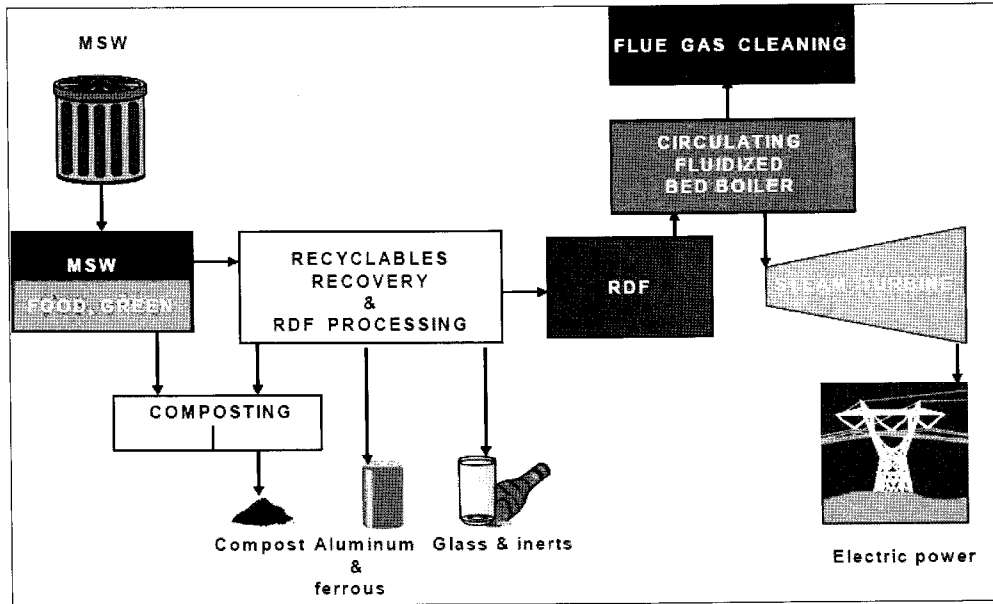 MSW
FLUE GAS CLEANING
CIRCULATING
FLUIDIZED
BED BOILER
MSW
FOOD, GREEN
RECYCLABLES
RECOVERY
&
RDF PROCESSING
RDF
STEAM TURBINE
COMPOSTING
Compost
Aluminum
&
ferrous
Glass & inerts
Electric power